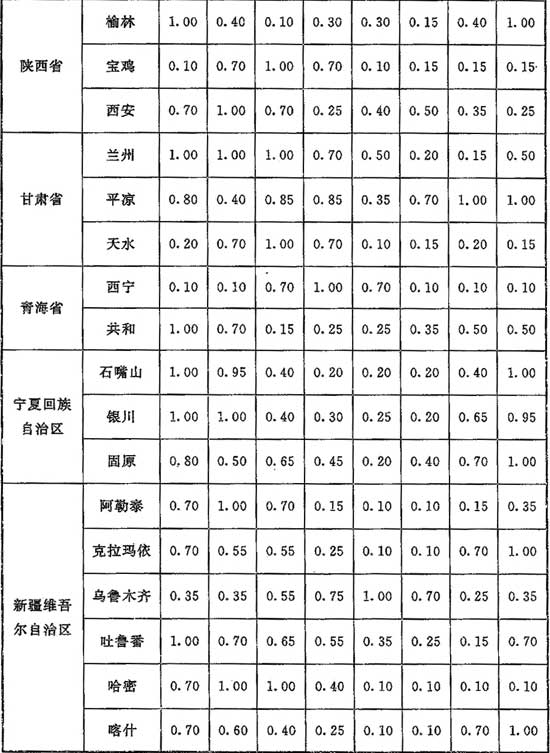 陕西省 榆林 1.00 0.40 0.10 0.30 0.30 0.15 0.40 1.00
宝鸡 0.10 0.70 1.00 0.70 0.10 0.15 0.15 0.15
西安 0.70 1.00 0.70 0.25 0.40 0.50 0.35 0.25
甘肃省 兰州 1.00 1.00 1.00 0.70 0.50 0.20 0.15 0.50
平凉 0.80 0.40 0.85 0.85 0.35 0.70 1.00 1.00
天水 0.20 0.70 1.00 0.70 0.10 0.15 0.20 0.15
青海省 西宁 0.10 0.10 0.70 1.00 0.70 0.10 0.10 0.10
共和 1.00 0.70 0.15 0.25 0.25 0.35 0.50 0.50
宁夏回族
自治区 石嘴山 1.00 0.95 0.40 0.20 0.20 0.20 0.40 1.00
银川 1.00 1.00 0.40 0.30 0.25 0.20 0.65 0.95
固原 0.80 0.50 0.65 0.45 0.20 0.40 0.70 1.00
新疆维吾
尔自治区 阿勒泰 0.70 1.00 0.70 0.15 0.10 0.10 0.15 0.35
克拉玛依 0.70 0.55 0.55 0.25 0.10 0.10 0.70 1.00
乌鲁木齐 0.35 0.35 0.55 0.75 1.00 0.70 0.25 0.35
吐鲁番 1.00 0.70 0.65 0.55 0.35 0.25 0.15 0.70
哈密 0.70 1.00 1.00 0.40 0.10 0.10 0.10 0.10
喀什 0.70 0.60 0.40 0.25 0.10 0.10 0.70 1.00